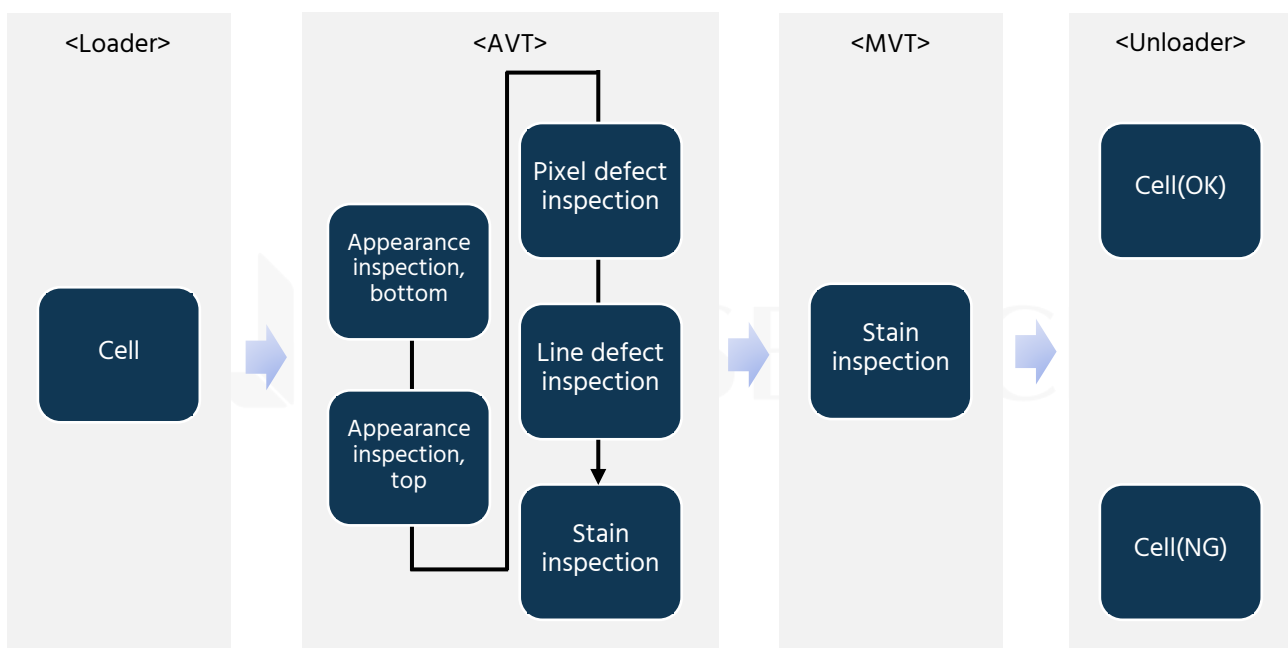 <Loader>
<AVT>
<MVT>
<Unloader>
Cell
Appearance
inspection,
bottom
Appearance
inspection,
top
Pixel defect
inspection
Line defect
inspection
Stain
inspection
Stain
inspection
Cell(OK)
Cell(NG)